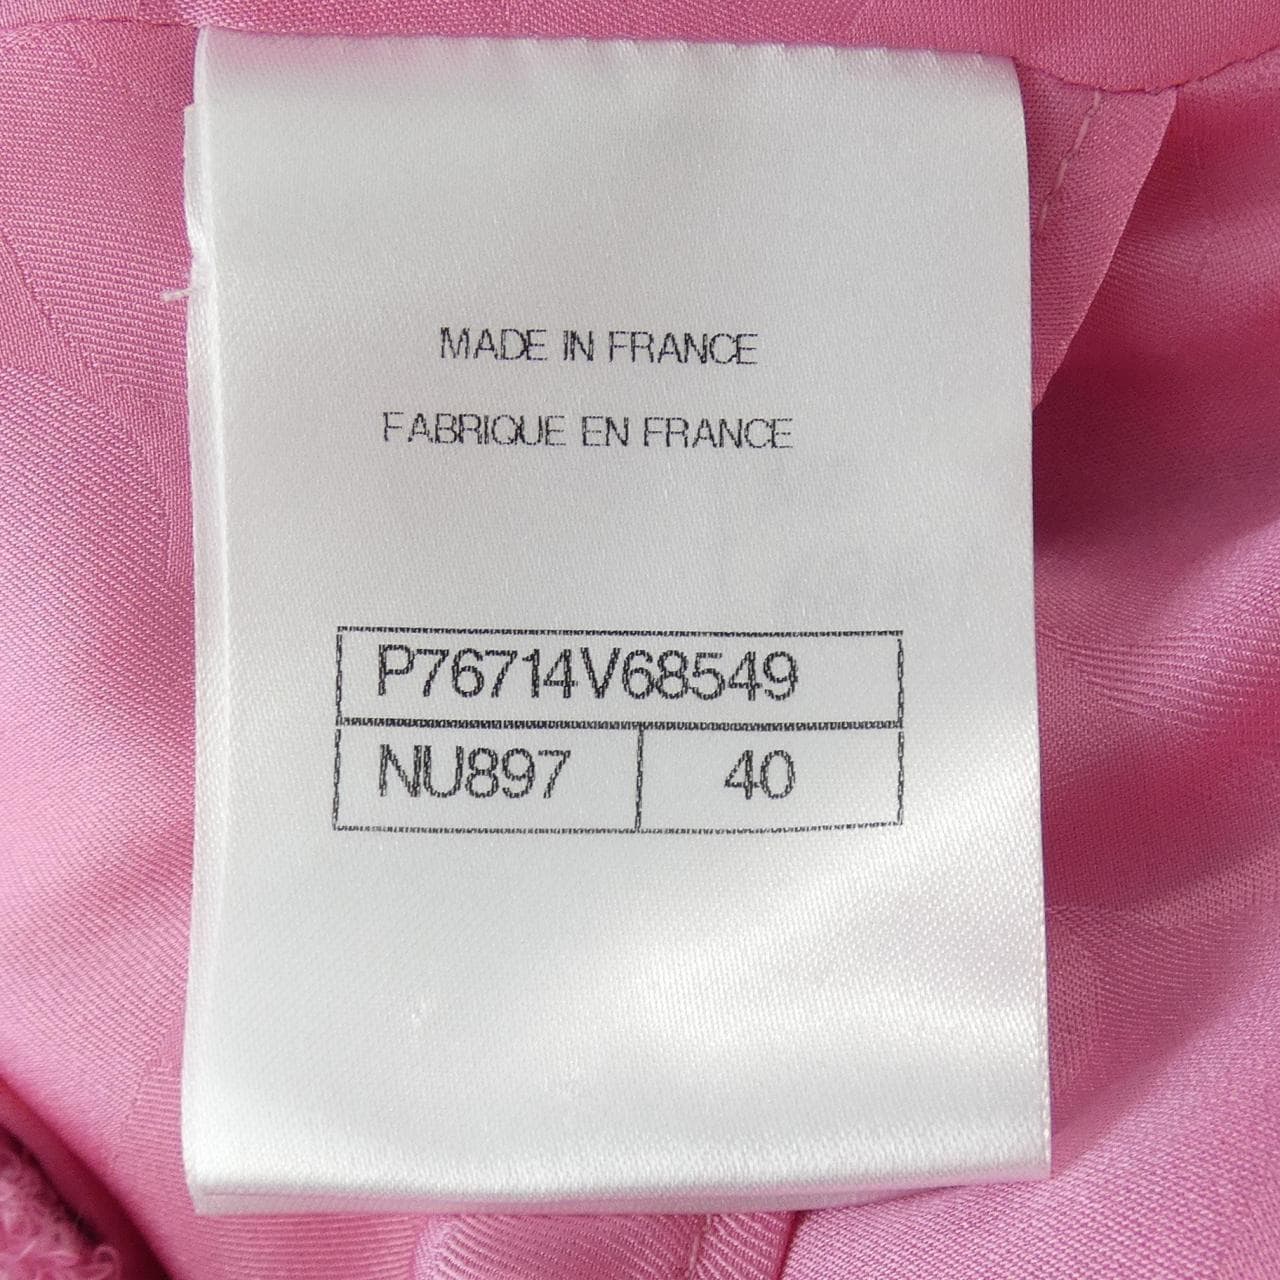 MADE IN FRANCE
FABRIQUE EN FRANCE
P76714V68549
NU897 40